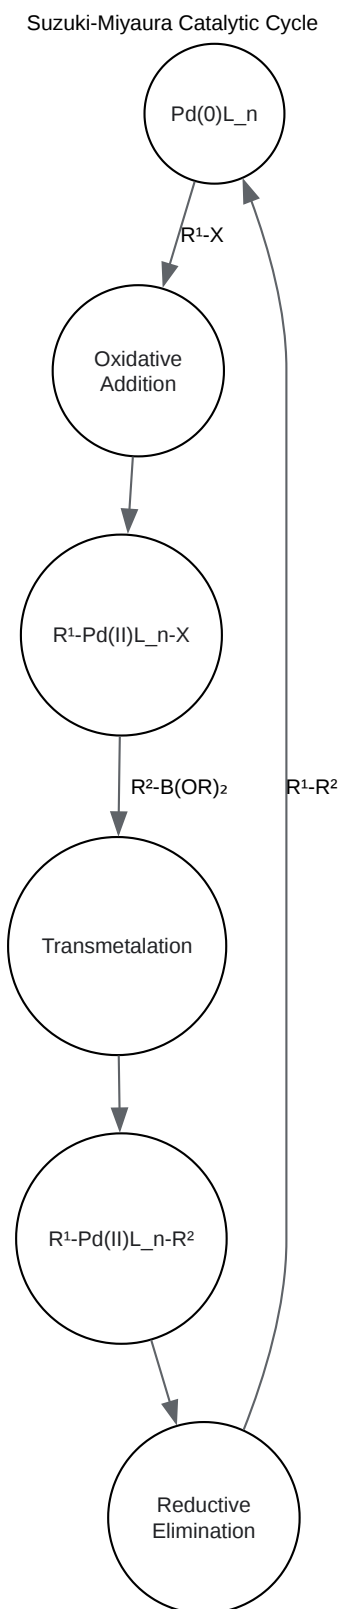 Suzuki-Miyaura Catalytic Cycle
Pd(0)L_n
R¹-X
Oxidative
Addition
R¹-Pd(II)L_n-X
R²-B(OR)₂
R¹-R²
Transmetalation
R¹-Pd(II)L_n-R²
Reductive
Elimination